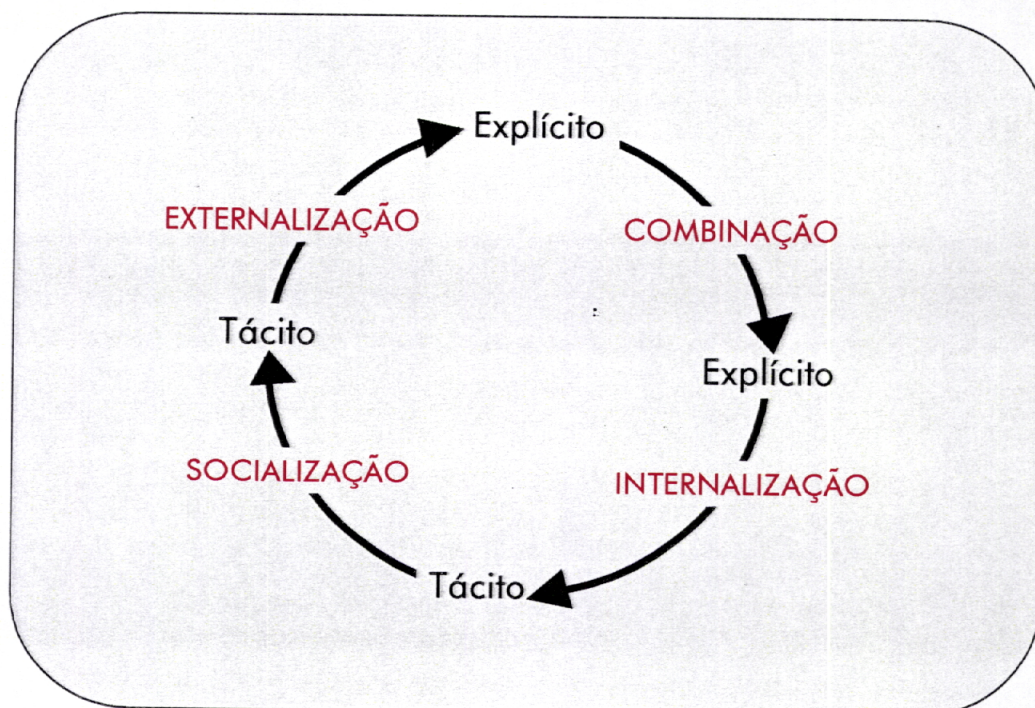 Explícito
EXTERNALIZAÇÃO
COMBINAÇÃO
Tácito
Explícito
SOCIALIZAÇÃO
INTERNALIZAÇÃO
Tácito